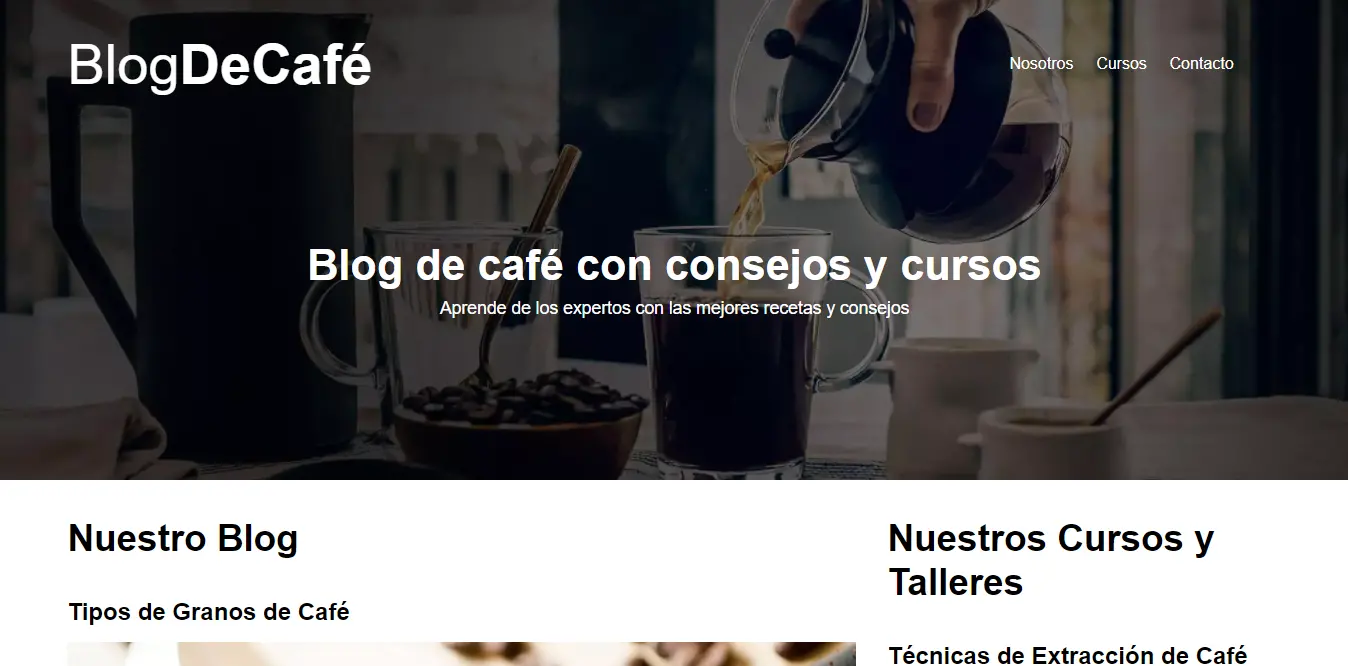 BlogDeCafé
Nosotros Cursos Contacto
Blog de café con consejos y cursos
Aprende de los expertos con las mejores recetas y consejos
Nuestro Blog
Tipos de Granos de Café
Nuestros Cursos y
Talleres
Técnicas de Extracción de Café